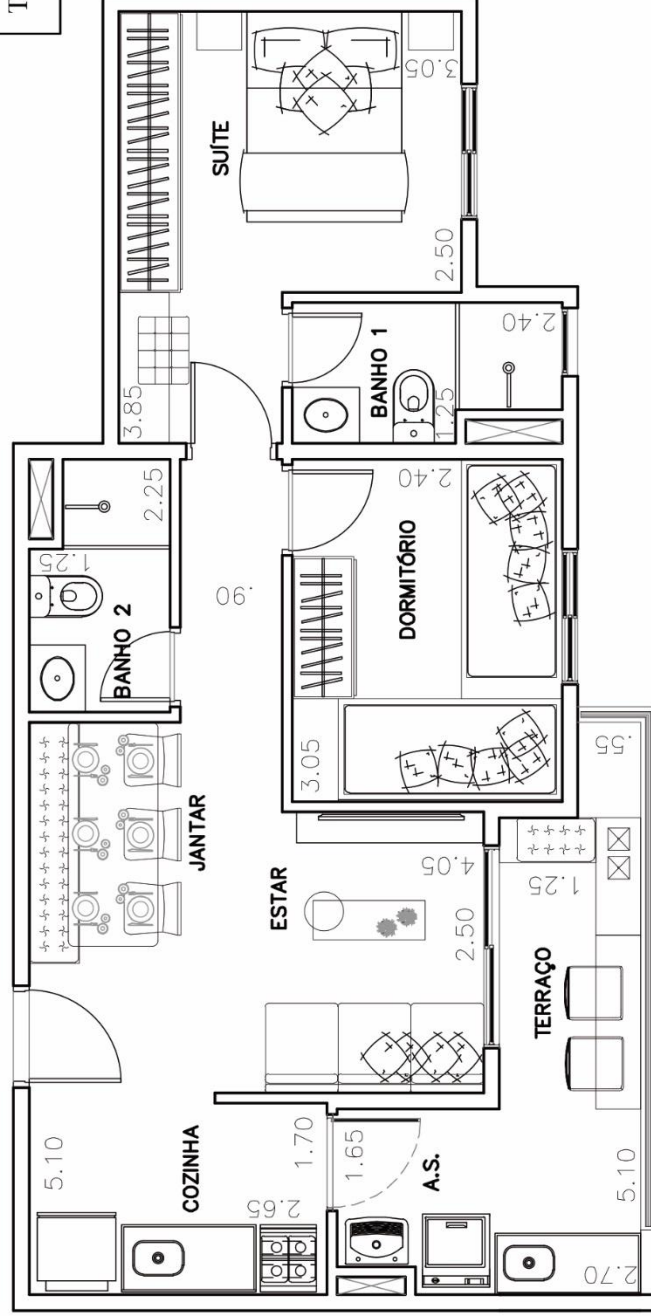 T
SUÍTE
3.05
2.50
3.85
BANHO 1
2.40
1.25
2.25
1.25
BANHO 2
.90
DORMITÓRIO
2.40
3.05
JANTAR
ESTAR
4.05
2.50
.55
1.25
TERRAÇO
5.10
COZINHA
2.65
1.70
1.65
A.S.
5.10
2.70